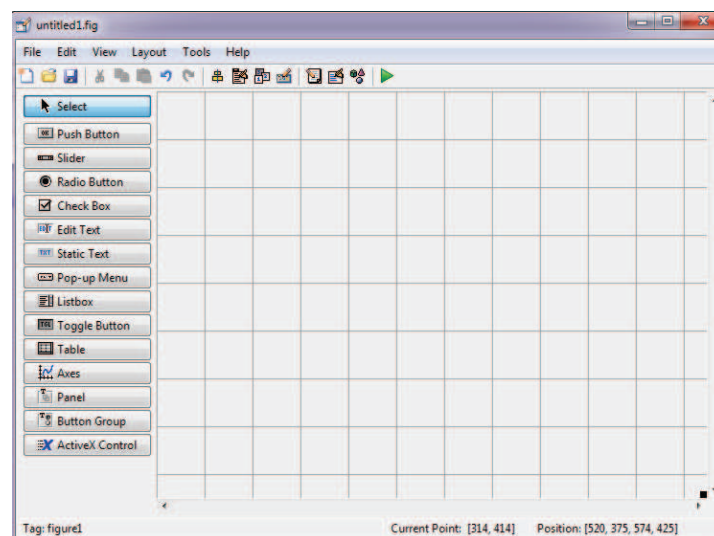 untitled1.fig
File Edit View Layout Tools Help
Select
Push Button
Slider
Radio Button
Check Box
Edit Text
Static Text
Pop-up Menu
Listbox
Toggle Button
Table
Axes
Panel
Button Group
ActiveX Control
Tag: figure1 Current Point: [314, 414] Position: [520, 375, 574, 425]